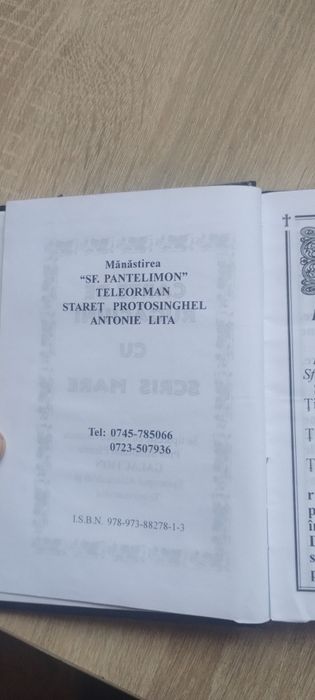 Mănăstirea
“SF. PANTELIMON”
TELEORMAN
STAREȚ PROTOSINGHEL
ANTONIE LITA
Tel: 0745-785066
0723-507936
I.S.B.N. 978-973-88278-1-3